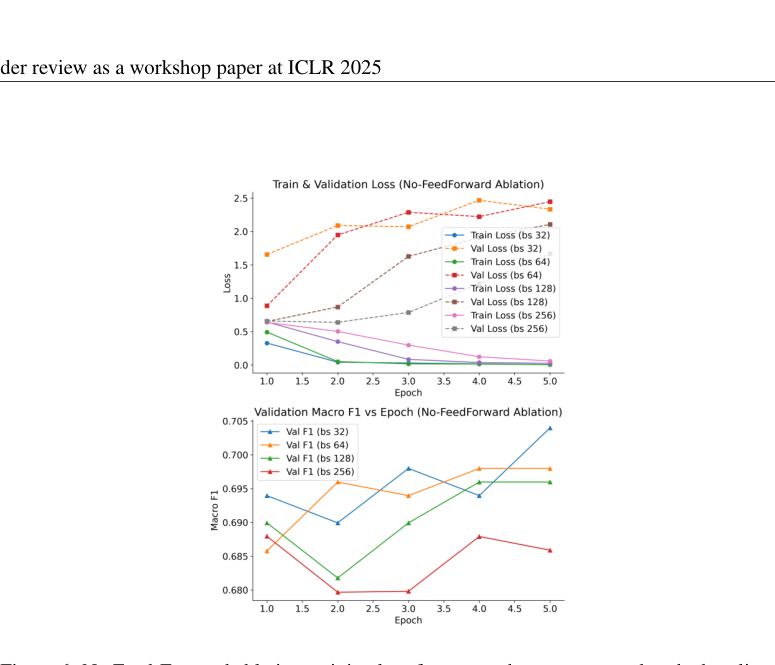 der review as a workshop paper at ICLR 2025
Train & Validation Loss (No-FeedForward Ablation)
2.5
2.0
1.5
1.0
0.5
0.0
Loss
Train Loss (bs 32)
Val Loss (bs 32)
Train Loss (bs 64)
Val Loss (bs 64)
Train Loss (bs 128)
Val Loss (bs 128)
Train Loss (bs 256)
Val Loss (bs 256)
1.0 1.5 2.0 2.5 3.0 3.5 4.0 4.5 5.0
Epoch
Validation Macro F1 vs Epoch (No-FeedForward Ablation)
0.705
0.700
0.695
0.690
0.685
0.680
Macro F1
Val F1 (bs 32)
Val F1 (bs 64)
Val F1 (bs 128)
Val F1 (bs 256)
1.0 1.5 2.0 2.5 3.0 3.5 4.0 4.5 5.0
Epoch